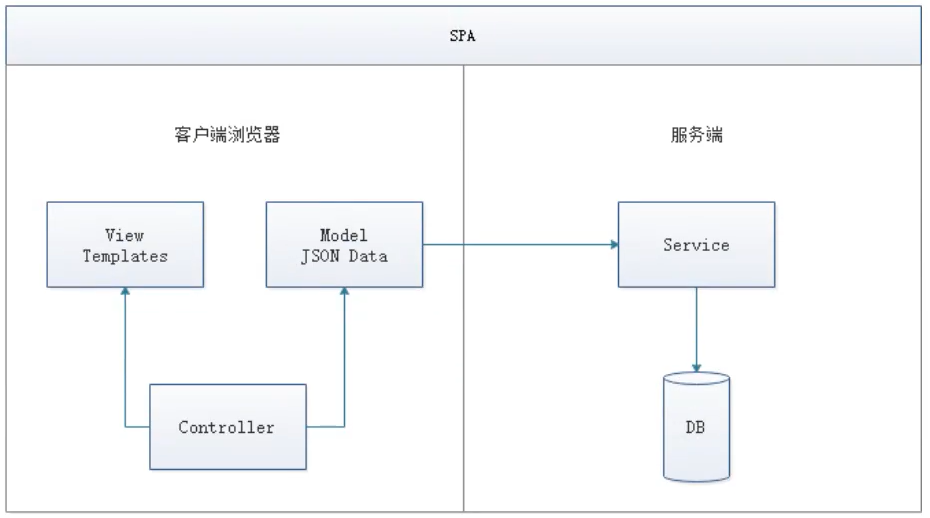 SPA
客户端浏览器
服务端
View
Templates
Model
JSON Data
Service
Controller
DB